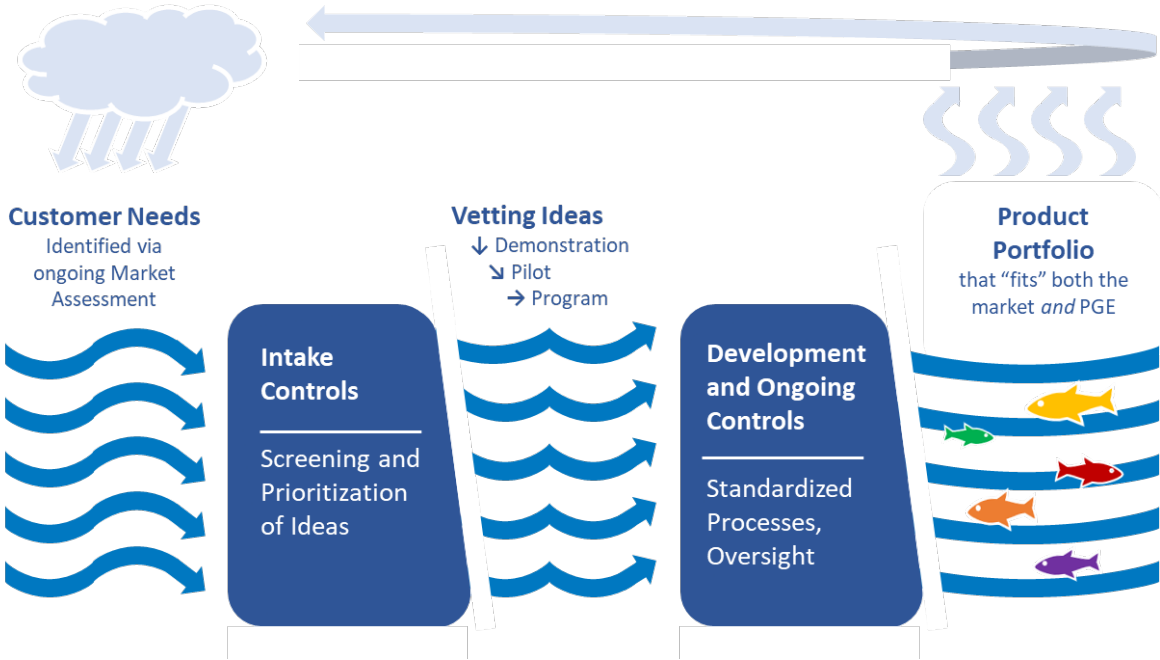 Customer Needs
Identified via
ongoing Market
Assessment
Intake
Controls
Screening and
Prioritization
of Ideas
Vetting Ideas
Demonstration
Pilot
Program
Development
and Ongoing
Controls
Standardized
Processes,
Oversight
Product
Portfolio
that “fits” both the
market and PGE